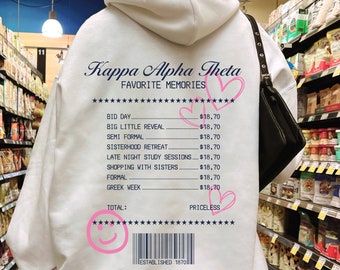 Kappa Alpha Theta
FAVORITE MEMORIES
********************************
BID DAY $18.70
BIG LITTLE REVEAL $18.70
SEMI FORMAL $18.70
SISTERHOOD RETREAT $18.70
LATE NIGHT STUDY SESSIONS $18.70
SHOPPING WITH SISTERS $18.70
FORMAL $18.70
GREEK WEEK $18.70
TOTAL: PRICELESS
********************************
ESTABLISHED 1870